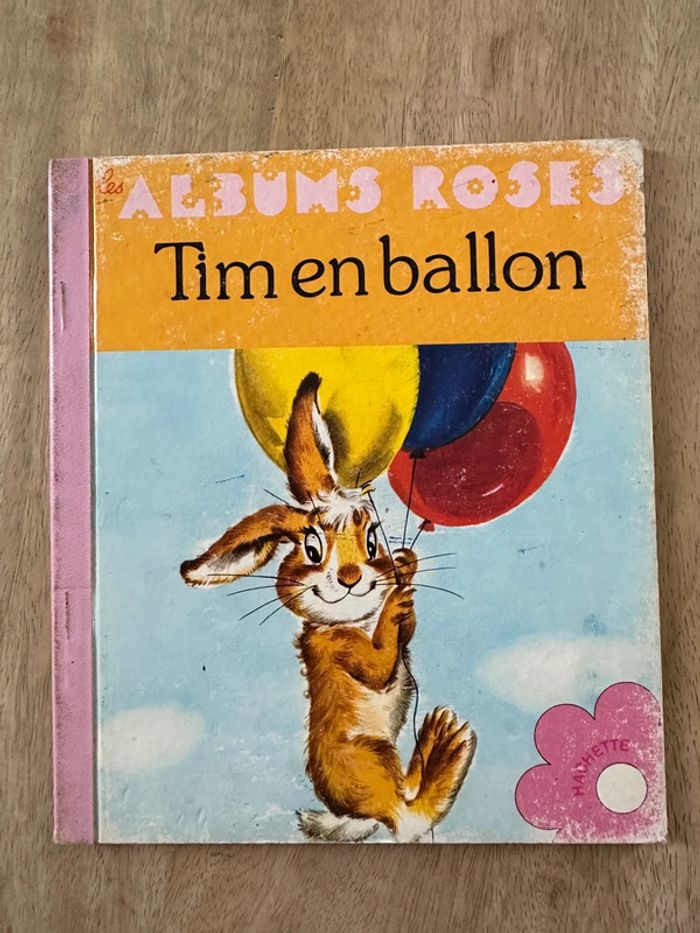 les ALBUMS ROSES
Tim en ballon
HACHETTE